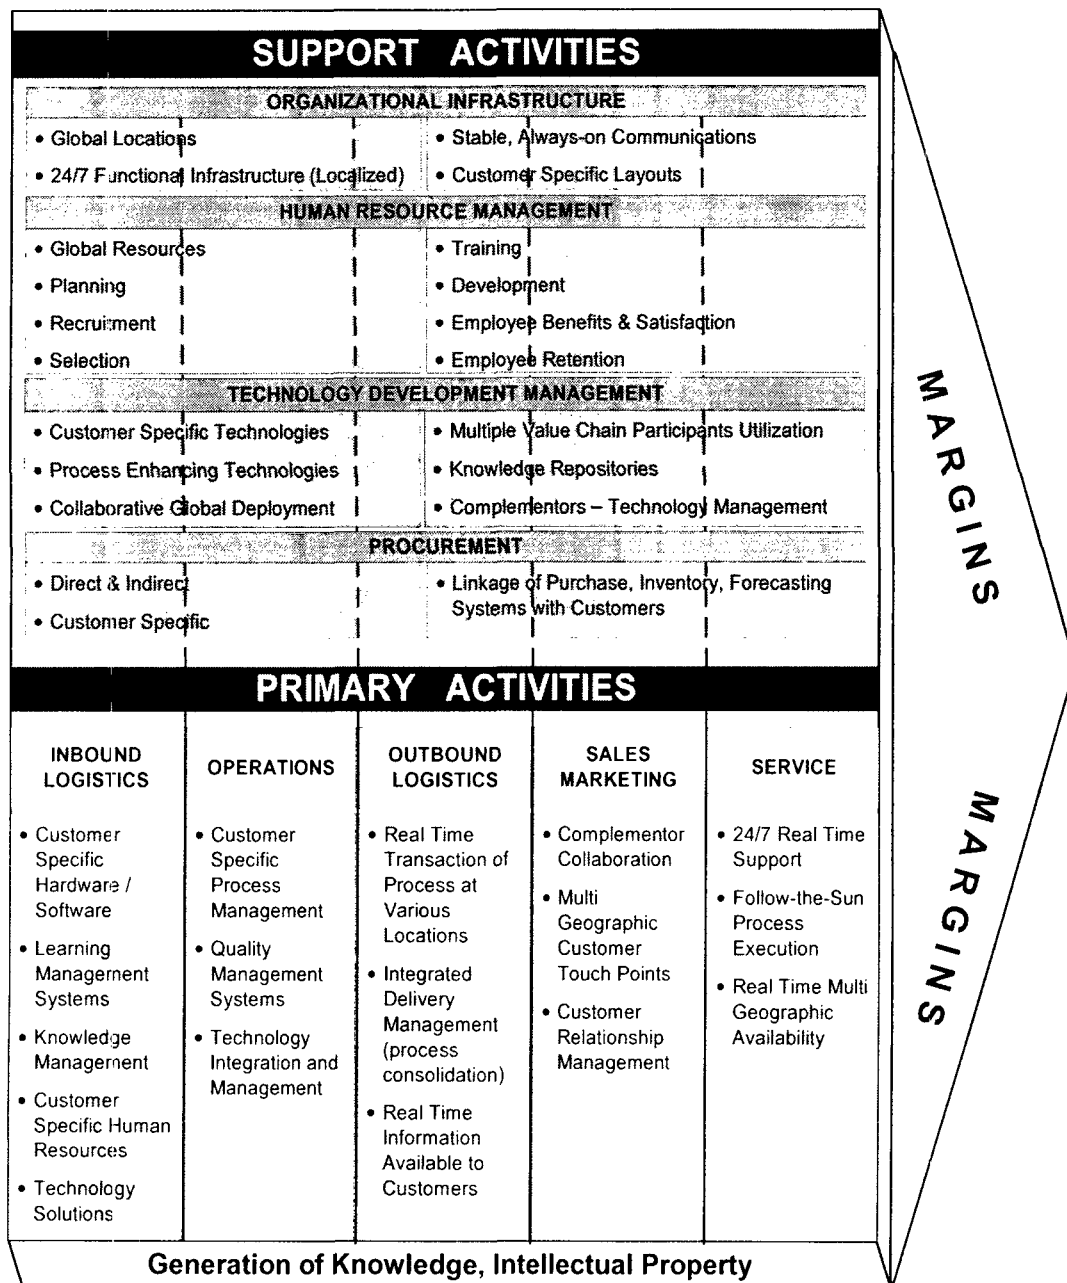 SUPPORT ACTIVITIES
ORGANIZATIONAL INFRASTRUCTURE
• Global Locations
• 24/7 Functional Infrastructure (Localized)
• Stable, Always-on Communications
• Customer Specific Layouts
HUMAN RESOURCE MANAGEMENT
• Global Resources
• Planning
• Recruitment
• Selection
• Training
• Development
• Employee Benefits & Satisfaction
• Employee Retention
TECHNOLOGY DEVELOPMENT MANAGEMENT
• Customer Specific Technologies
• Process Enhancing Technologies
• Collaborative Global Deployment
• Multiple Value Chain Participants Utilization
• Knowledge Repositories
• Complementors – Technology Management
PROCUREMENT
• Direct & Indirect
• Customer Specific
• Linkage of Purchase, Inventory, Forecasting
Systems with Customers
MARGINS
PRIMARY ACTIVITIES
INBOUND
LOGISTICS
• Customer
Specific
Hardware /
Software
• Learning
Management
Systems
• Knowledge
Management
• Customer
Specific Human
Resources
• Technology
Solutions
OPERATIONS
• Customer
Specific
Process
Management
• Quality
Management
Systems
• Technology
Integration and
Management
OUTBOUND
LOGISTICS
• Real Time
Transaction of
Process at
Various
Locations
• Integrated
Delivery
Management
(process
consolidation)
• Real Time
Information
Available to
Customers
SALES
MARKETING
• Complementor
Collaboration
• Multi
Geographic
Customer
Touch Points
• Customer
Relationship
Management
SERVICE
• 24/7 Real Time
Support
• Follow-the-Sun
Process
Execution
• Real Time Multi
Geographic
Availability
MARGINS
Generation of Knowledge, Intellectual Property